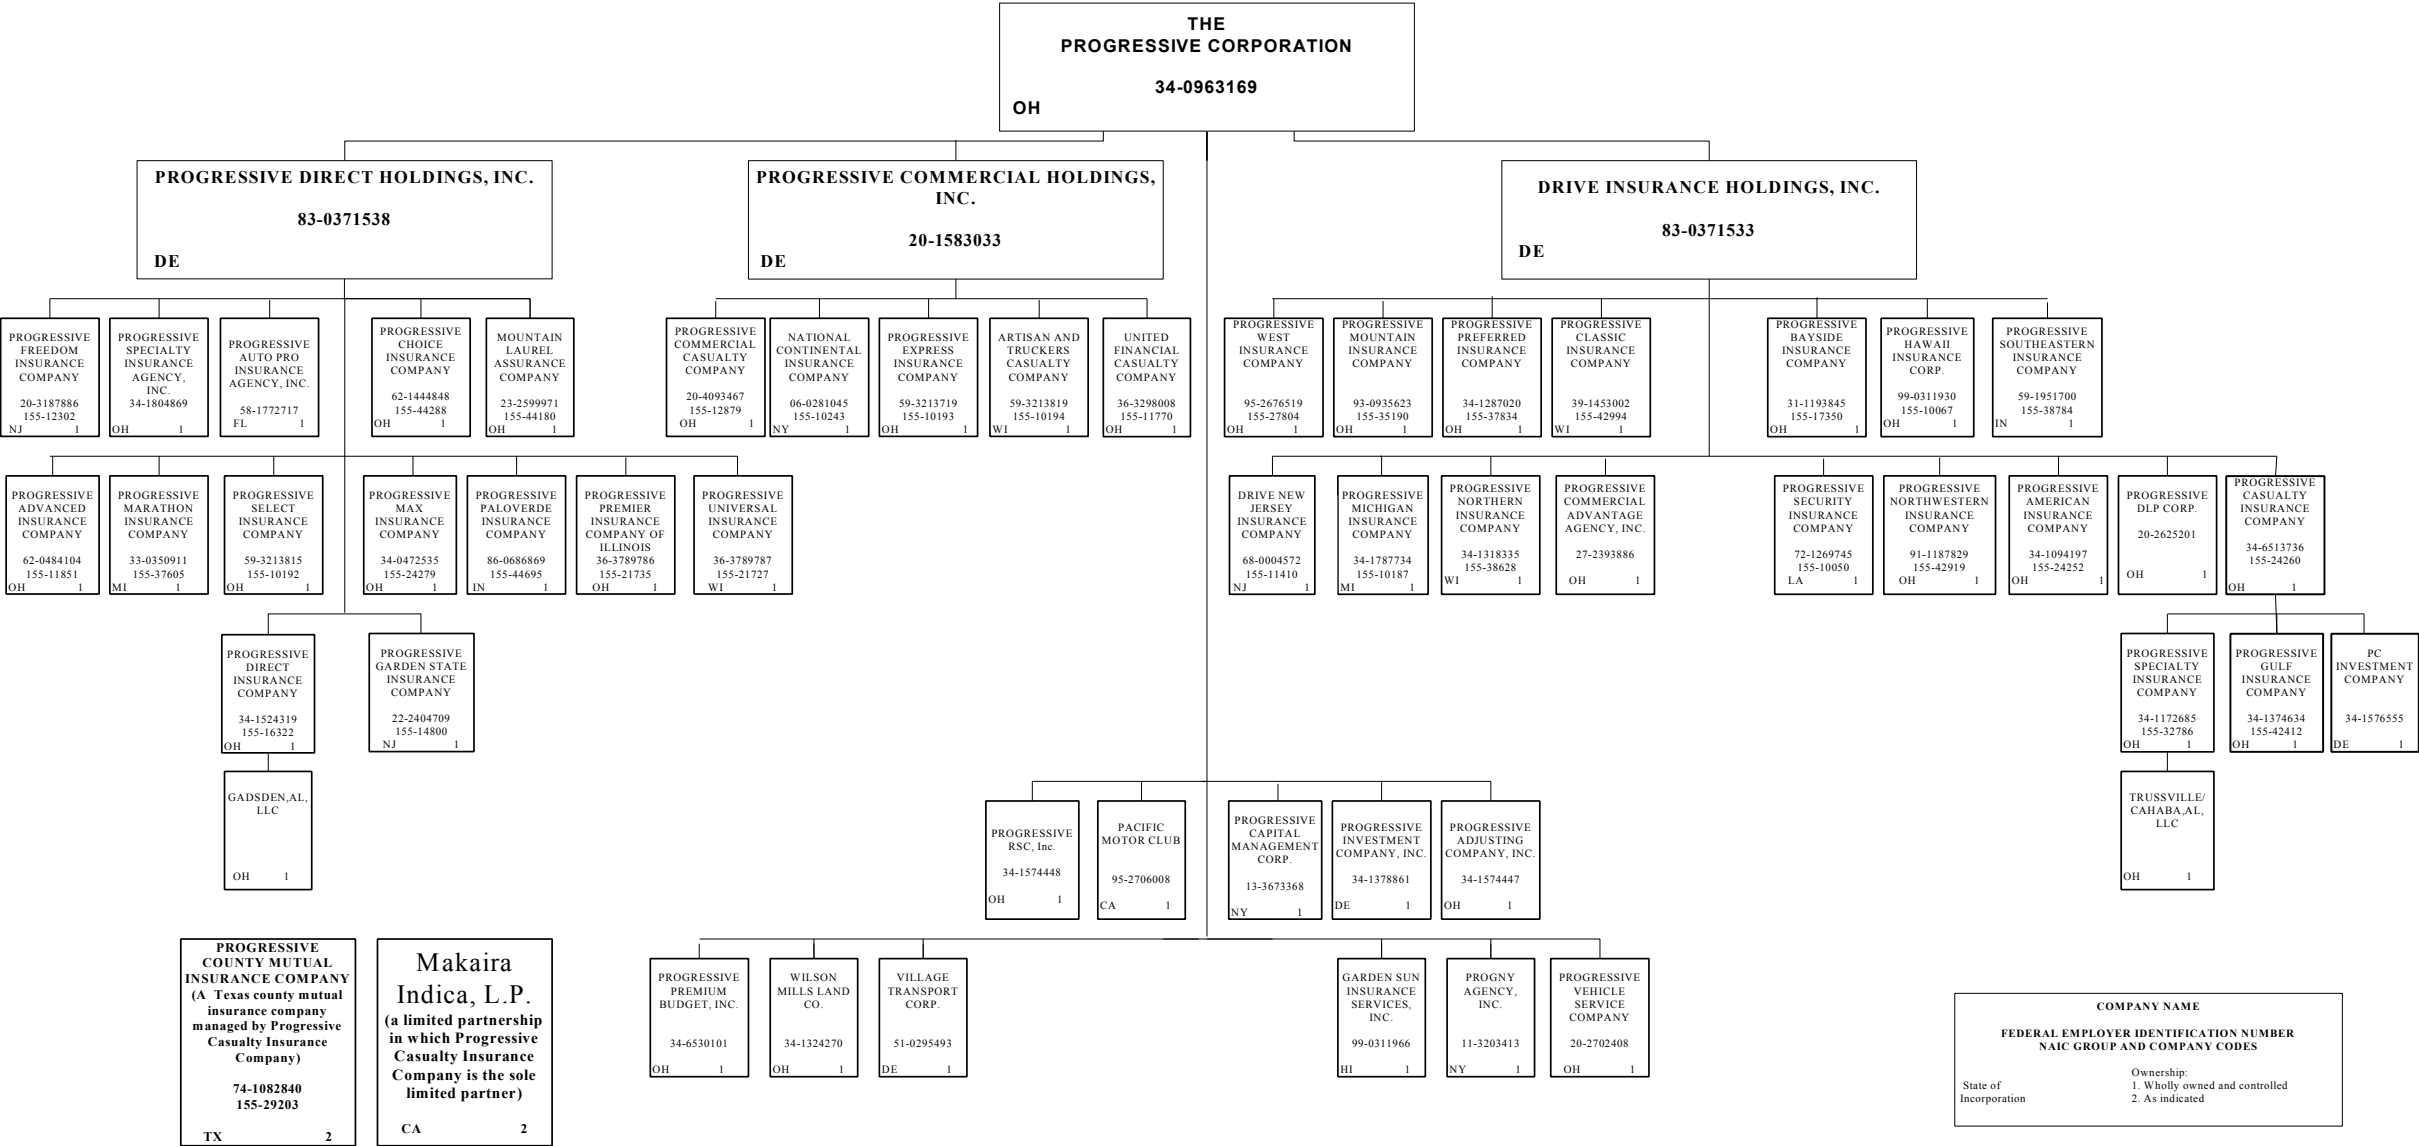 THE
PROGRESSIVE CORPORATION
34-0963169
OH
PROGRESSIVE DIRECT HOLDINGS, INC.
83-0371538
DE
PROGRESSIVE COMMERCIAL HOLDINGS,
INC.
20-1583033
DE
DRIVE INSURANCE HOLDINGS, INC.
83-0371533
DE
PROGRESSIVE
FREEDOM
INSURANCE
COMPANY
20-3187886
155-12302
NJ 1
PROGRESSIVE
SPECIALTY
INSURANCE
AGENCY,
INC.
34-1804869
OH 1
PROGRESSIVE
AUTO PRO
INSURANCE
AGENCY, INC.
58-1772717
FL 1
PROGRESSIVE
CHOICE
INSURANCE
COMPANY
62-1444848
155-44288
OH 1
MOUNTAIN
LAUREL
ASSURANCE
COMPANY
23-2599971
155-44180
OH 1
PROGRESSIVE
COMMERCIAL
CASUALTY
COMPANY
20-4093467
155-12879
OH 1
NATIONAL
CONTINENTAL
INSURANCE
COMPANY
06-0281045
155-10243
NY 1
PROGRESSIVE
EXPRESS
INSURANCE
COMPANY
59-3213719
155-10193
OH 1
ARTISAN AND
TRUCKERS
CASUALTY
COMPANY
59-3213819
155-10194
WI 1
UNITED
FINANCIAL
CASUALTY
COMPANY
36-3298008
155-11770
OH 1
PROGRESSIVE
WEST
INSURANCE
COMPANY
95-2676519
155-27804
OH 1
PROGRESSIVE
MOUNTAIN
INSURANCE
COMPANY
93-0935623
155-35190
OH 1
PROGRESSIVE
PREFERRED
INSURANCE
COMPANY
34-1287020
155-37834
OH 1
PROGRESSIVE
CLASSIC
INSURANCE
COMPANY
39-1453002
155-42994
WI 1
PROGRESSIVE
BAYSIDE
INSURANCE
COMPANY
31-1193845
155-17350
OH 1
PROGRESSIVE
HAWAII
INSURANCE
CORP.
99-0311930
155-10067
OH 1
PROGRESSIVE
SOUTHEASTERN
INSURANCE
COMPANY
59-1951700
155-38784
IN 1
PROGRESSIVE
ADVANCED
INSURANCE
COMPANY
62-0484104
155-11851
OH 1
PROGRESSIVE
MARATHON
INSURANCE
COMPANY
33-0350911
155-37605
MI 1
PROGRESSIVE
SELECT
INSURANCE
COMPANY
59-3213815
155-10192
OH 1
PROGRESSIVE
MAX
INSURANCE
COMPANY
34-0472535
155-24279
OH 1
PROGRESSIVE
PALOVERDE
INSURANCE
COMPANY
86-0686869
155-44695
IN 1
PROGRESSIVE
PREMIER
INSURANCE
COMPANY OF
ILLINOIS
36-3789786
155-21735
OH 1
PROGRESSIVE
UNIVERSAL
INSURANCE
COMPANY
36-3789787
155-21727
WI 1
DRIVE NEW
JERSEY
INSURANCE
COMPANY
68-0004572
155-11410
NJ 1
PROGRESSIVE
MICHIGAN
INSURANCE
COMPANY
34-1787734
155-10187
MI 1
PROGRESSIVE
NORTHERN
INSURANCE
COMPANY
34-1318335
155-38628
WI 1
PROGRESSIVE
COMMERCIAL
ADVANTAGE
AGENCY, INC.
27-2393886
OH 1
PROGRESSIVE
SECURITY
INSURANCE
COMPANY
72-1269745
155-10050
LA 1
PROGRESSIVE
NORTHWESTERN
INSURANCE
COMPANY
91-1187829
155-42919
OH 1
PROGRESSIVE
AMERICAN
INSURANCE
COMPANY
34-1094197
155-24252
OH 1
PROGRESSIVE
DLP CORP.
20-2625201
OH 1
PROGRESSIVE
CASUALTY
INSURANCE
COMPANY
34-6513736
155-24260
OH 1
PROGRESSIVE
DIRECT
INSURANCE
COMPANY
34-1524319
155-16322
OH 1
PROGRESSIVE
GARDEN STATE
INSURANCE
COMPANY
22-2404709
155-14800
NJ 1
PROGRESSIVE
SPECIALTY
INSURANCE
COMPANY
34-1172685
155-32786
OH 1
PROGRESSIVE
GULF
INSURANCE
COMPANY
34-1374634
155-42412
OH 1
PC
INVESTMENT
COMPANY
34-1576555
DE 1
GADSDEN,AL,
LLC
OH 1
TRUSSVILLE/
CAHABA,AL,
LLC
OH 1
PROGRESSIVE
RSC, Inc.
34-1574448
OH 1
PACIFIC
MOTOR CLUB
95-2706008
CA 1
PROGRESSIVE
CAPITAL
MANAGEMENT
CORP.
13-3673368
NY 1
PROGRESSIVE
INVESTMENT
COMPANY, INC.
34-1378861
DE 1
PROGRESSIVE
ADJUSTING
COMPANY, INC.
34-1574447
OH 1
PROGRESSIVE
COUNTY MUTUAL
INSURANCE COMPANY
(A Texas county mutual
insurance company
managed by Progressive
Casualty Insurance
Company)
74-1082840
155-29203
TX 2
Makaira
Indica, L.P.
(a limited partnership
in which Progressive
Casualty Insurance
Company is the sole
limited partner)
CA 2
PROGRESSIVE
PREMIUM
BUDGET, INC.
34-6530101
OH 1
WILSON
MILLS LAND
CO.
34-1324270
OH 1
VILLAGE
TRANSPORT
CORP.
51-0295493
DE 1
GARDEN SUN
INSURANCE
SERVICES,
INC.
99-0311966
HI 1
PROGNY
AGENCY,
INC.
11-3203413
NY 1
PROGRESSIVE
VEHICLE
SERVICE
COMPANY
20-2702408
OH 1
COMPANY NAME
FEDERAL EMPLOYER IDENTIFICATION NUMBER
NAIC GROUP AND COMPANY CODES
Ownership:
State of 1. Wholly owned and controlled
Incorporation 2. As indicated